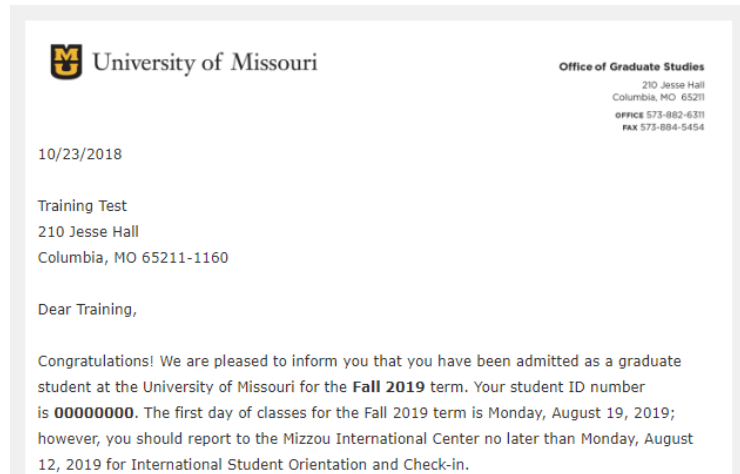 University of Missouri
Office of Graduate Studies
210 Jesse Hall
Columbia, MO 65211
OFFICE 573-882-6311
FAX 573-884-5454
10/23/2018
Training Test
210 Jesse Hall
Columbia, MO 65211-1160
Dear Training,
Congratulations! We are pleased to inform you that you have been admitted as a graduate
student at the University of Missouri for the Fall 2019 term. Your student ID number
is 00000000. The first day of classes for the Fall 2019 term is Monday, August 19, 2019;
however, you should report to the Mizzou International Center no later than Monday, August
12, 2019 for International Student Orientation and Check-in.